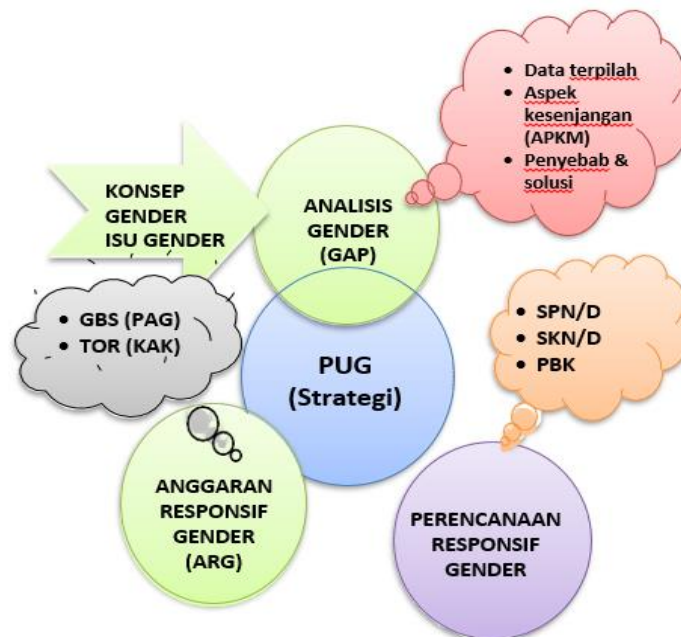 • Data terpilah
• Aspek
kesenjangan
(APKM)
• Penyebab &
solusi
KONSEP
GENDER
ISU GENDER
ANALISIS
GENDER
(GAP)
• GBS (PAG)
• TOR (KAK)
• SPN/D
• SKN/D
• PBK
PUG
(Strategi)
ANGGARAN
RESPONSIF
GENDER
(ARG)
PERENCANAAN
RESPONSIF
GENDER